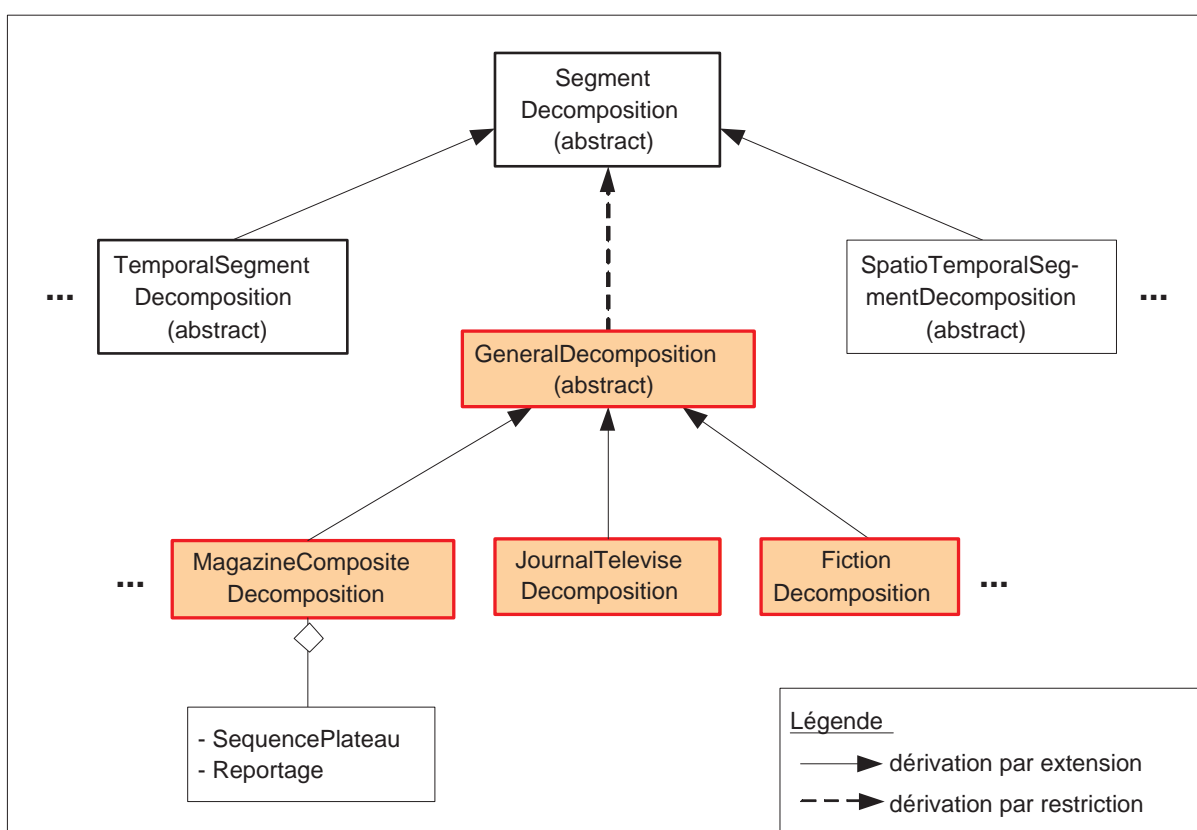 Segment
Decomposition
(abstract)
TemporalSegment
Decomposition
(abstract)
...
SpatioTemporalSeg-
mentDecomposition
(abstract)
...
GeneralDecomposition
(abstract)
...
MagazineComposite
Decomposition
JournalTelevise
Decomposition
Fiction
Decomposition
...
- SequencePlateau
- Reportage
Légende
dérivation par extension
dérivation par restriction